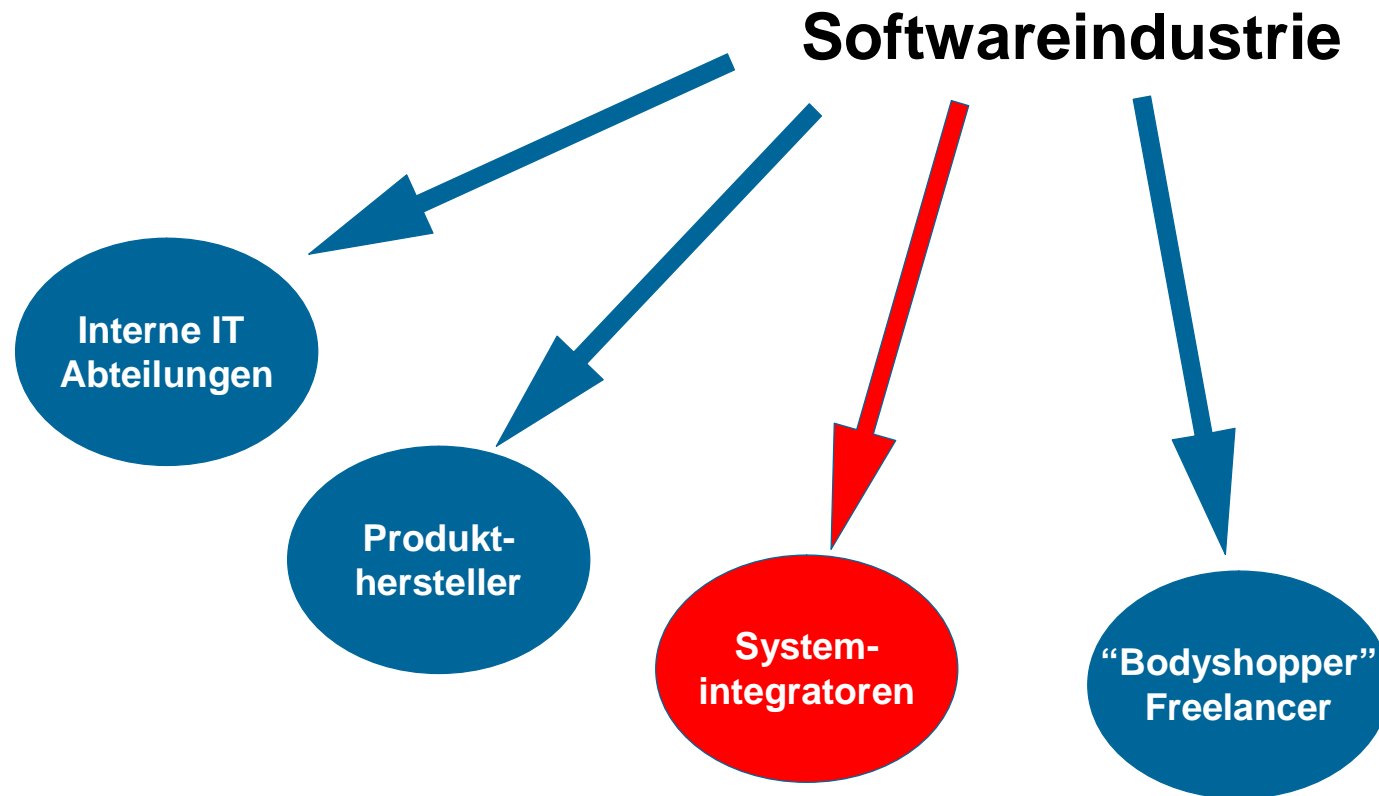 Softwareindustrie
Interne IT
Abteilungen
Produkt-
hersteller
System-
integratoren
“Bodyshopper”
Freelancer